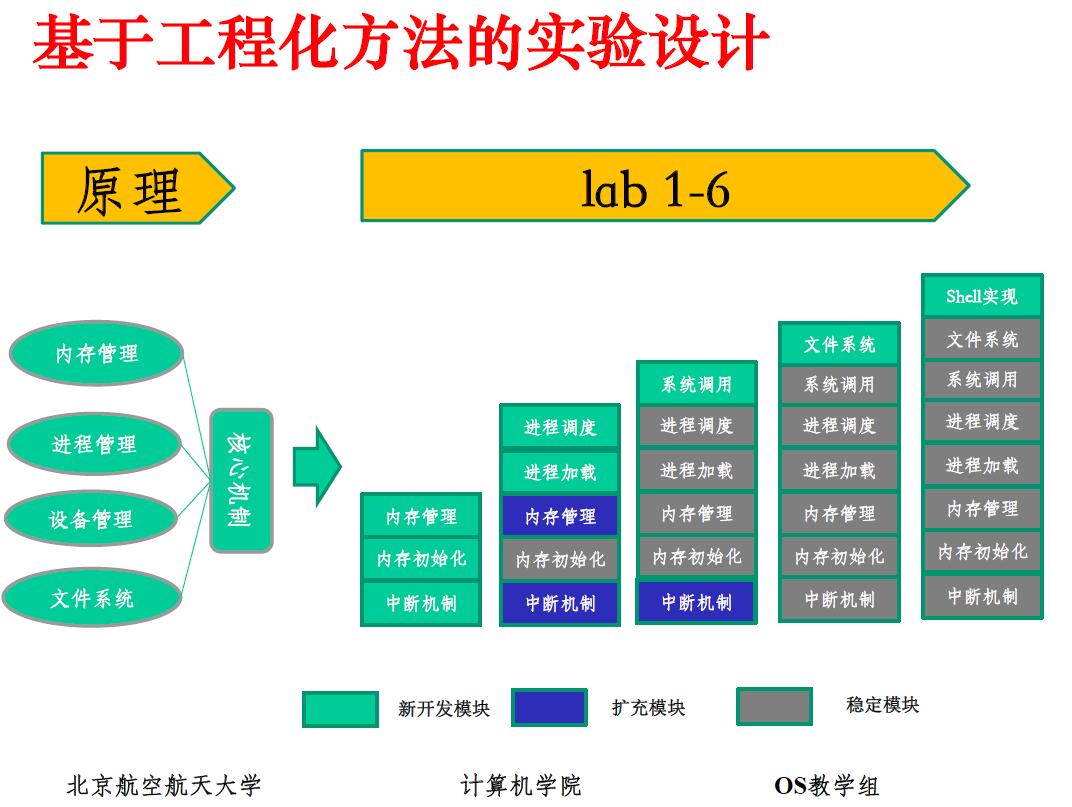 基于工程化方法的实验设计
原理
lab 1-6
内存管理
进程管理
设备管理
文件系统
核心机制
内存管理
内存初始化
中断机制
进程调度
进程加载
内存管理
内存初始化
中断机制
系统调用
进程调度
进程加载
内存管理
内存初始化
中断机制
文件系统
系统调用
进程调度
进程加载
内存管理
内存初始化
中断机制
Shell实现
文件系统
系统调用
进程调度
进程加载
内存管理
内存初始化
中断机制
新开发模块
扩充模块
稳定模块
北京航空航天大学
计算机学院
OS教学组